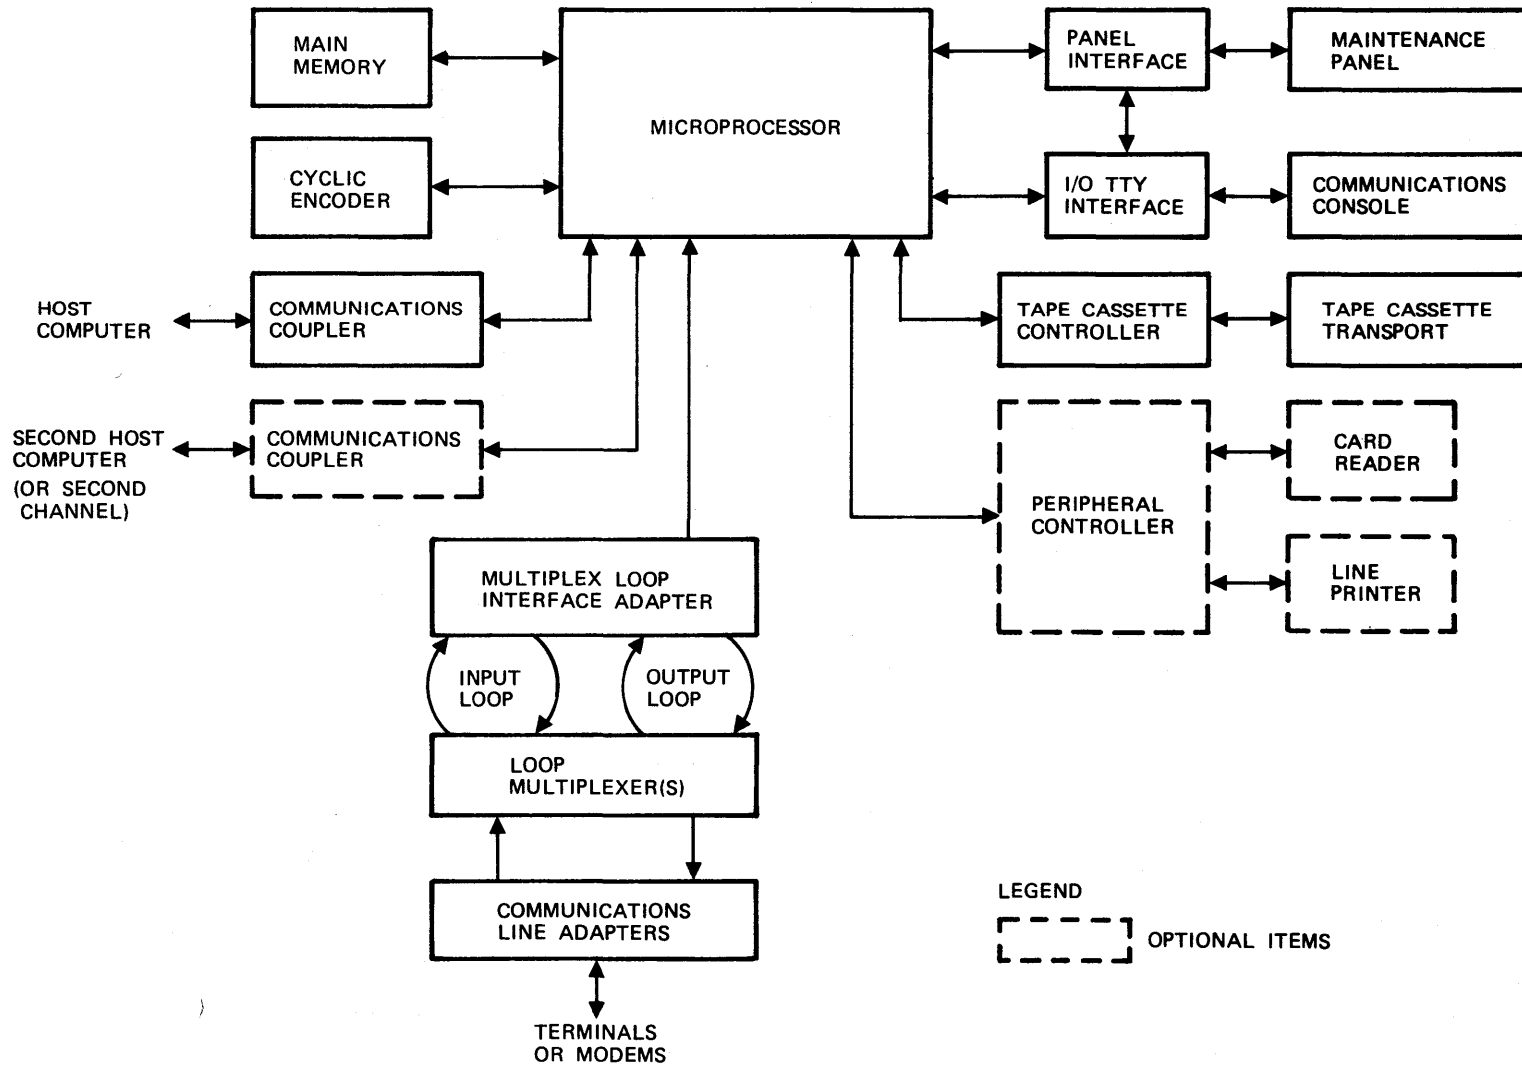 MAIN
MEMORY
MICROPROCESSOR
PANEL
INTERFACE
MAINTENANCE
PANEL
CYCLIC
ENCODER
I/O TTY
INTERFACE
COMMUNICATIONS
CONSOLE
HOST
COMPUTER
COMMUNICATIONS
COUPLER
TAPE CASSETTE
CONTROLLER
TAPE CASSETTE
TRANSPORT
SECOND HOST
COMPUTER
(OR SECOND
CHANNEL)
COMMUNICATIONS
COUPLER
PERIPHERAL
CONTROLLER
CARD
READER
LINE
PRINTER
MULTIPLEX LOOP
INTERFACE ADAPTER
INPUT
LOOP
OUTPUT
LOOP
LOOP
MULTIPLEXER(S)
COMMUNICATIONS
LINE ADAPTERS
TERMINALS
OR MODEMS
LEGEND
OPTIONAL ITEMS